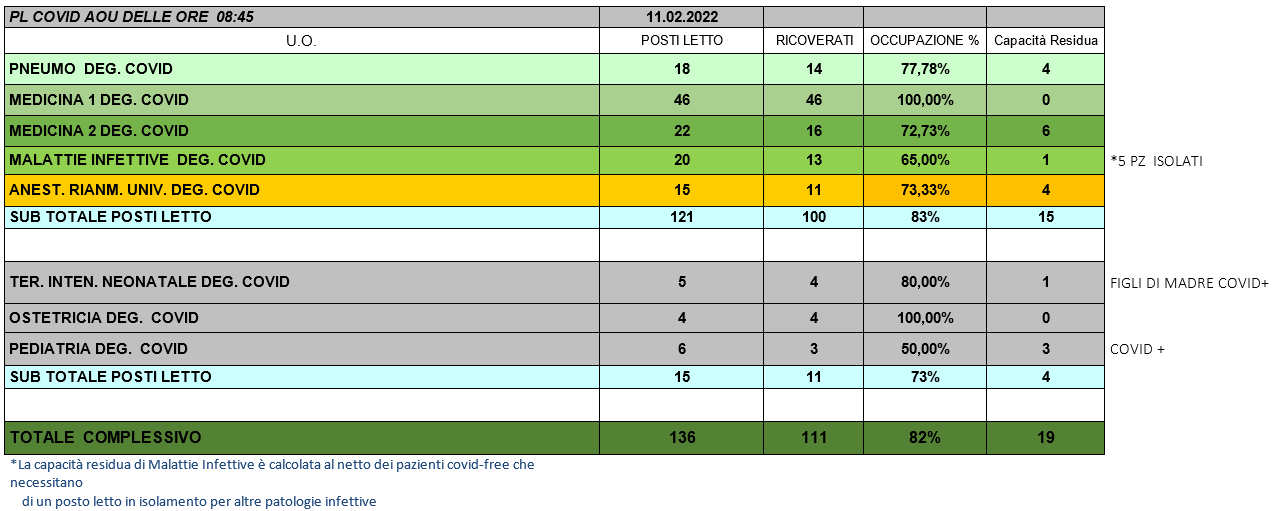 PL COVID AOU DELLE ORE 08:45 11.02.2022
U.O. POSTI LETTO RICOVERATI OCCUPAZIONE % Capacità Residua
PNEUMO DEG. COVID 18 14 77,78% 4
MEDICINA 1 DEG. COVID 46 46 100,00% 0
MEDICINA 2 DEG. COVID 22 16 72,73% 6
MALATTIE INFETTIVE DEG. COVID 20 13 65,00% 1 *5 PZ ISOLATI
ANEST. RIANM. UNIV. DEG. COVID 15 11 73,33% 4
SUB TOTALE POSTI LETTO 121 100 83% 15
TER. INTEN. NEONATALE DEG. COVID 5 4 80,00% 1 FIGLI DI MADRE COVID+
OSTETRICIA DEG. COVID 4 4 100,00% 0
PEDIATRIA DEG. COVID 6 3 50,00% 3 COVID +
SUB TOTALE POSTI LETTO 15 11 73% 4
TOTALE COMPLESSIVO 136 111 82% 19
*La capacità residua di Malattie Infettive è calcolata al netto dei pazienti covid-free che
necessitano
di un posto letto in isolamento per altre patologie infettive